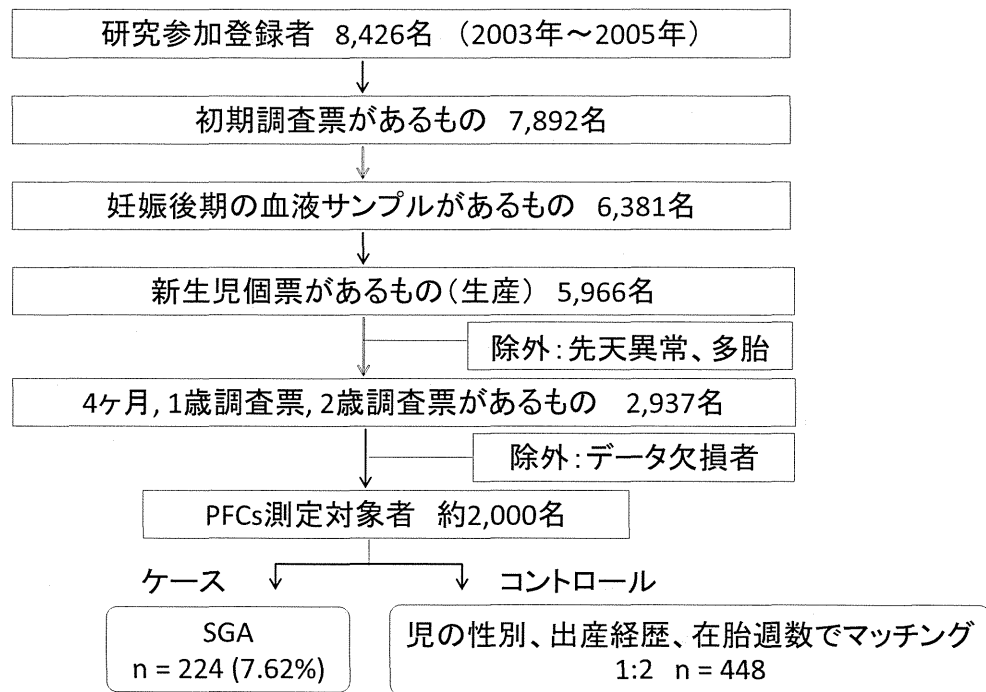 研究参加登録者 8,426名 （2003年～2005年）
初期調査票があるもの 7,892名
妊娠後期の血液サンプルがあるもの 6,381名
新生児個票があるもの（生産） 5,966名
除外：先天異常、多胎
4ヶ月, 1歳調査票, 2歳調査票があるもの 2,937名
除外：データ欠損者
PFCs測定対象者 約2,000名
ケース
コントロール
SGA
n = 224 (7.62%)
児の性別、出産経歴、在胎週数でマッチング
1:2 n = 448